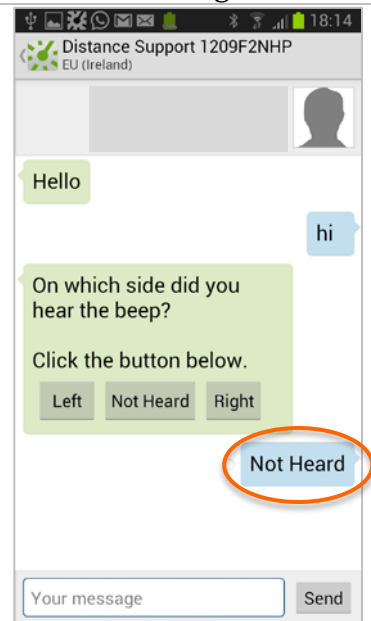 18:14
Distance Support 1209F2NHP
EU (Ireland)
Hello
hi
On which side did you
hear the beep?
Click the button below.
Left Not Heard Right
Not Heard
Your message Send